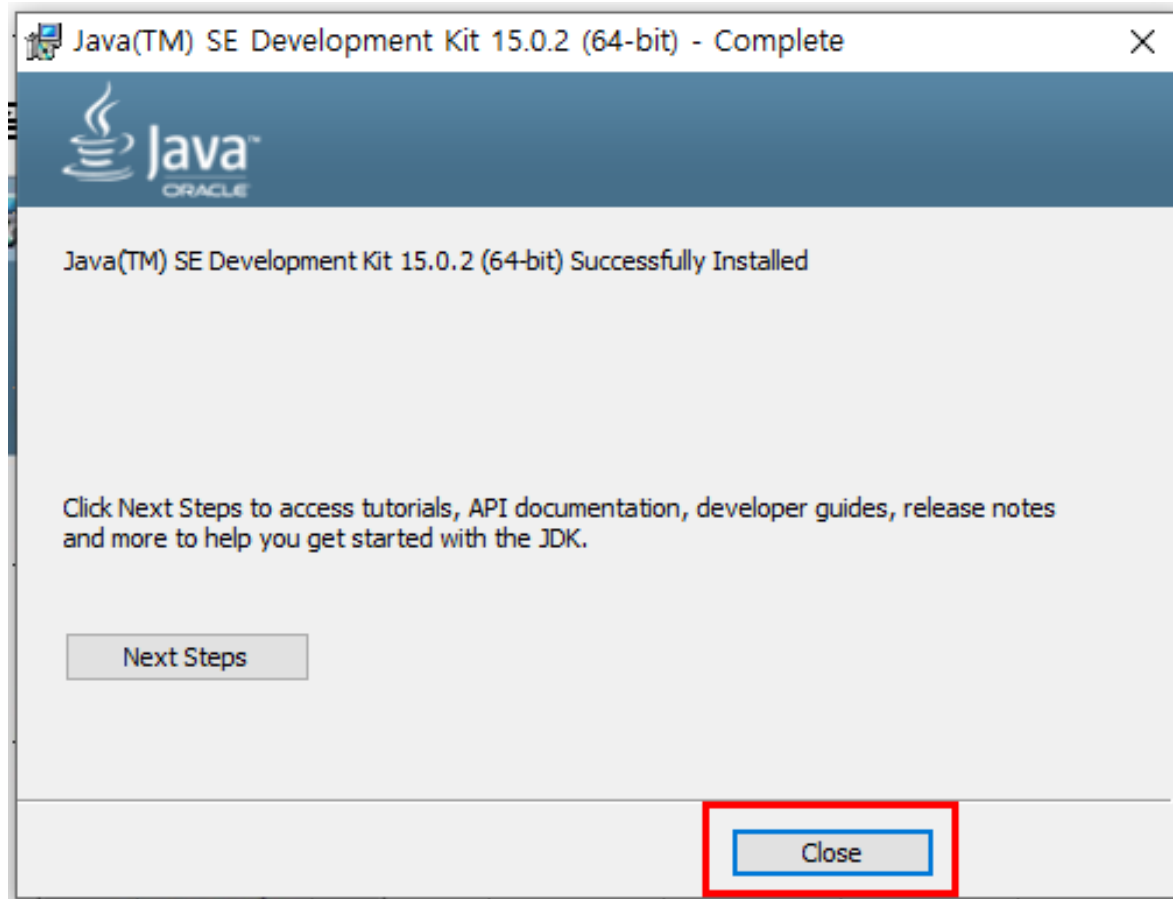 Java(TM) SE Development Kit 15.0.2 (64-bit) - Complete
Java™
ORACLE
Java(TM) SE Development Kit 15.0.2 (64-bit) Successfully Installed
Click Next Steps to access tutorials, API documentation, developer guides, release notes
and more to help you get started with the JDK.
Next Steps
Close